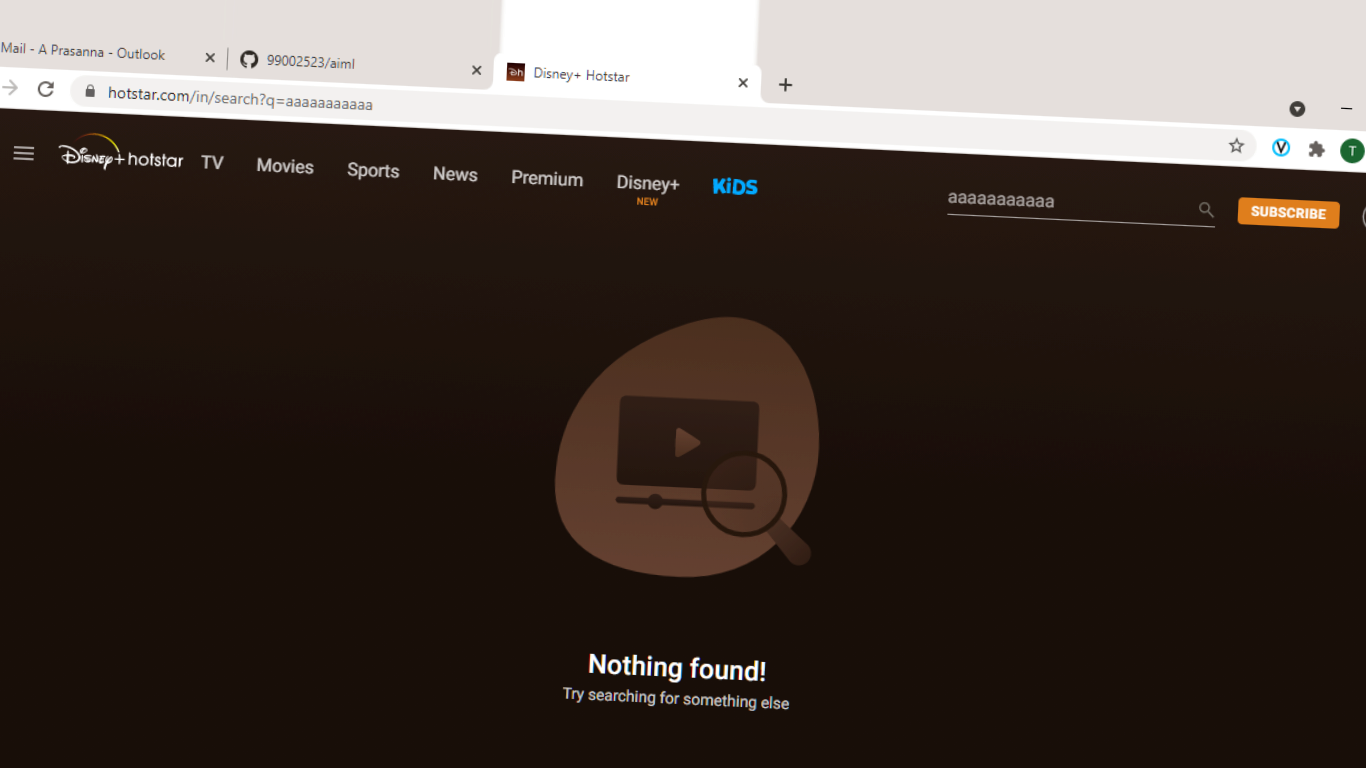 Mail - A Prasanna - Outlook
99002523/aiml
Disney+ Hotstar
hotstar.com/in/search?q=aaaaaaaaaaa
Disney+ hotstar
TV
Movies
Sports
News
Premium
Disney+
NEW
KiDS
aaaaaaaaaaa
SUBSCRIBE
T
Nothing found!
Try searching for something else